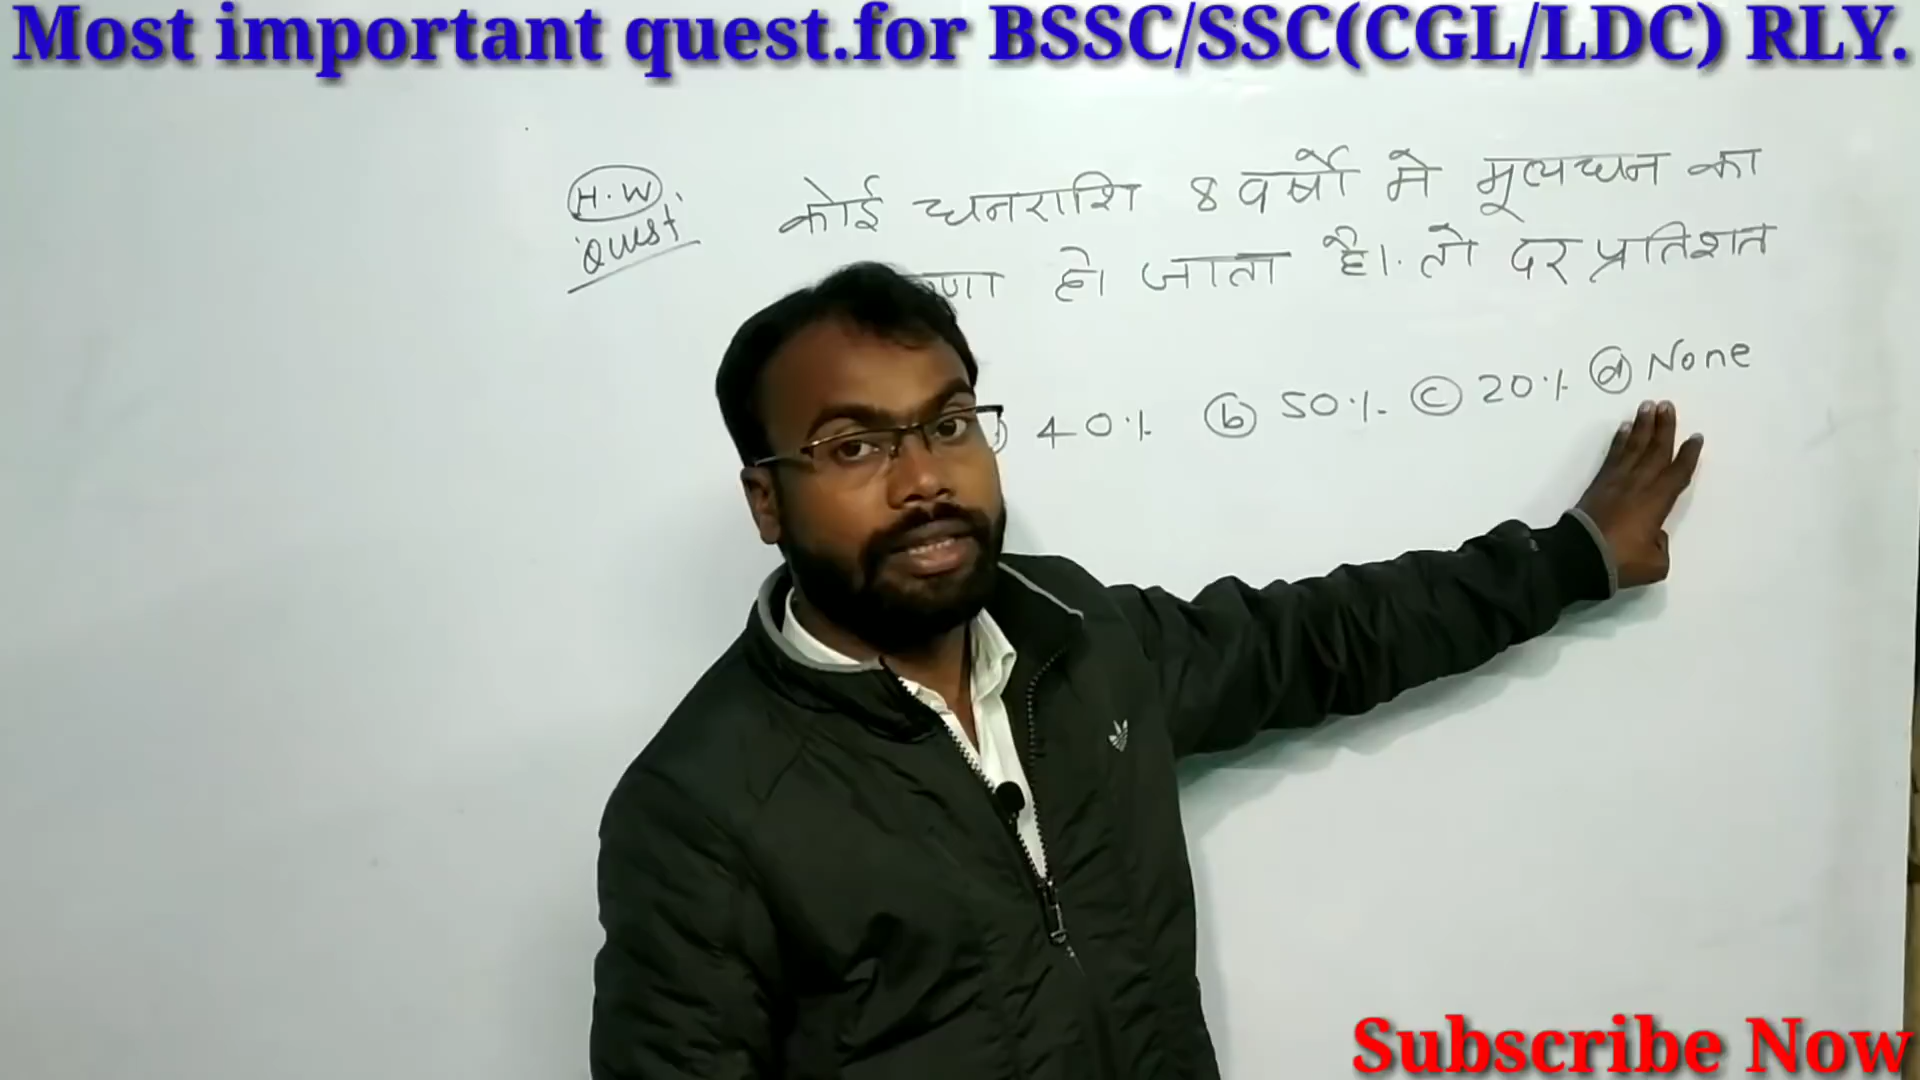 Most important quest.for BSSC/SSC(CGL/LDC) RLY.
H.W. कोई धनराशि 8 वर्षो मे मूल्यधन का
Quest हो जाता है। तो दर प्रतिशत
40% (b) 50% (c) 20% (d) None
Subscribe Now